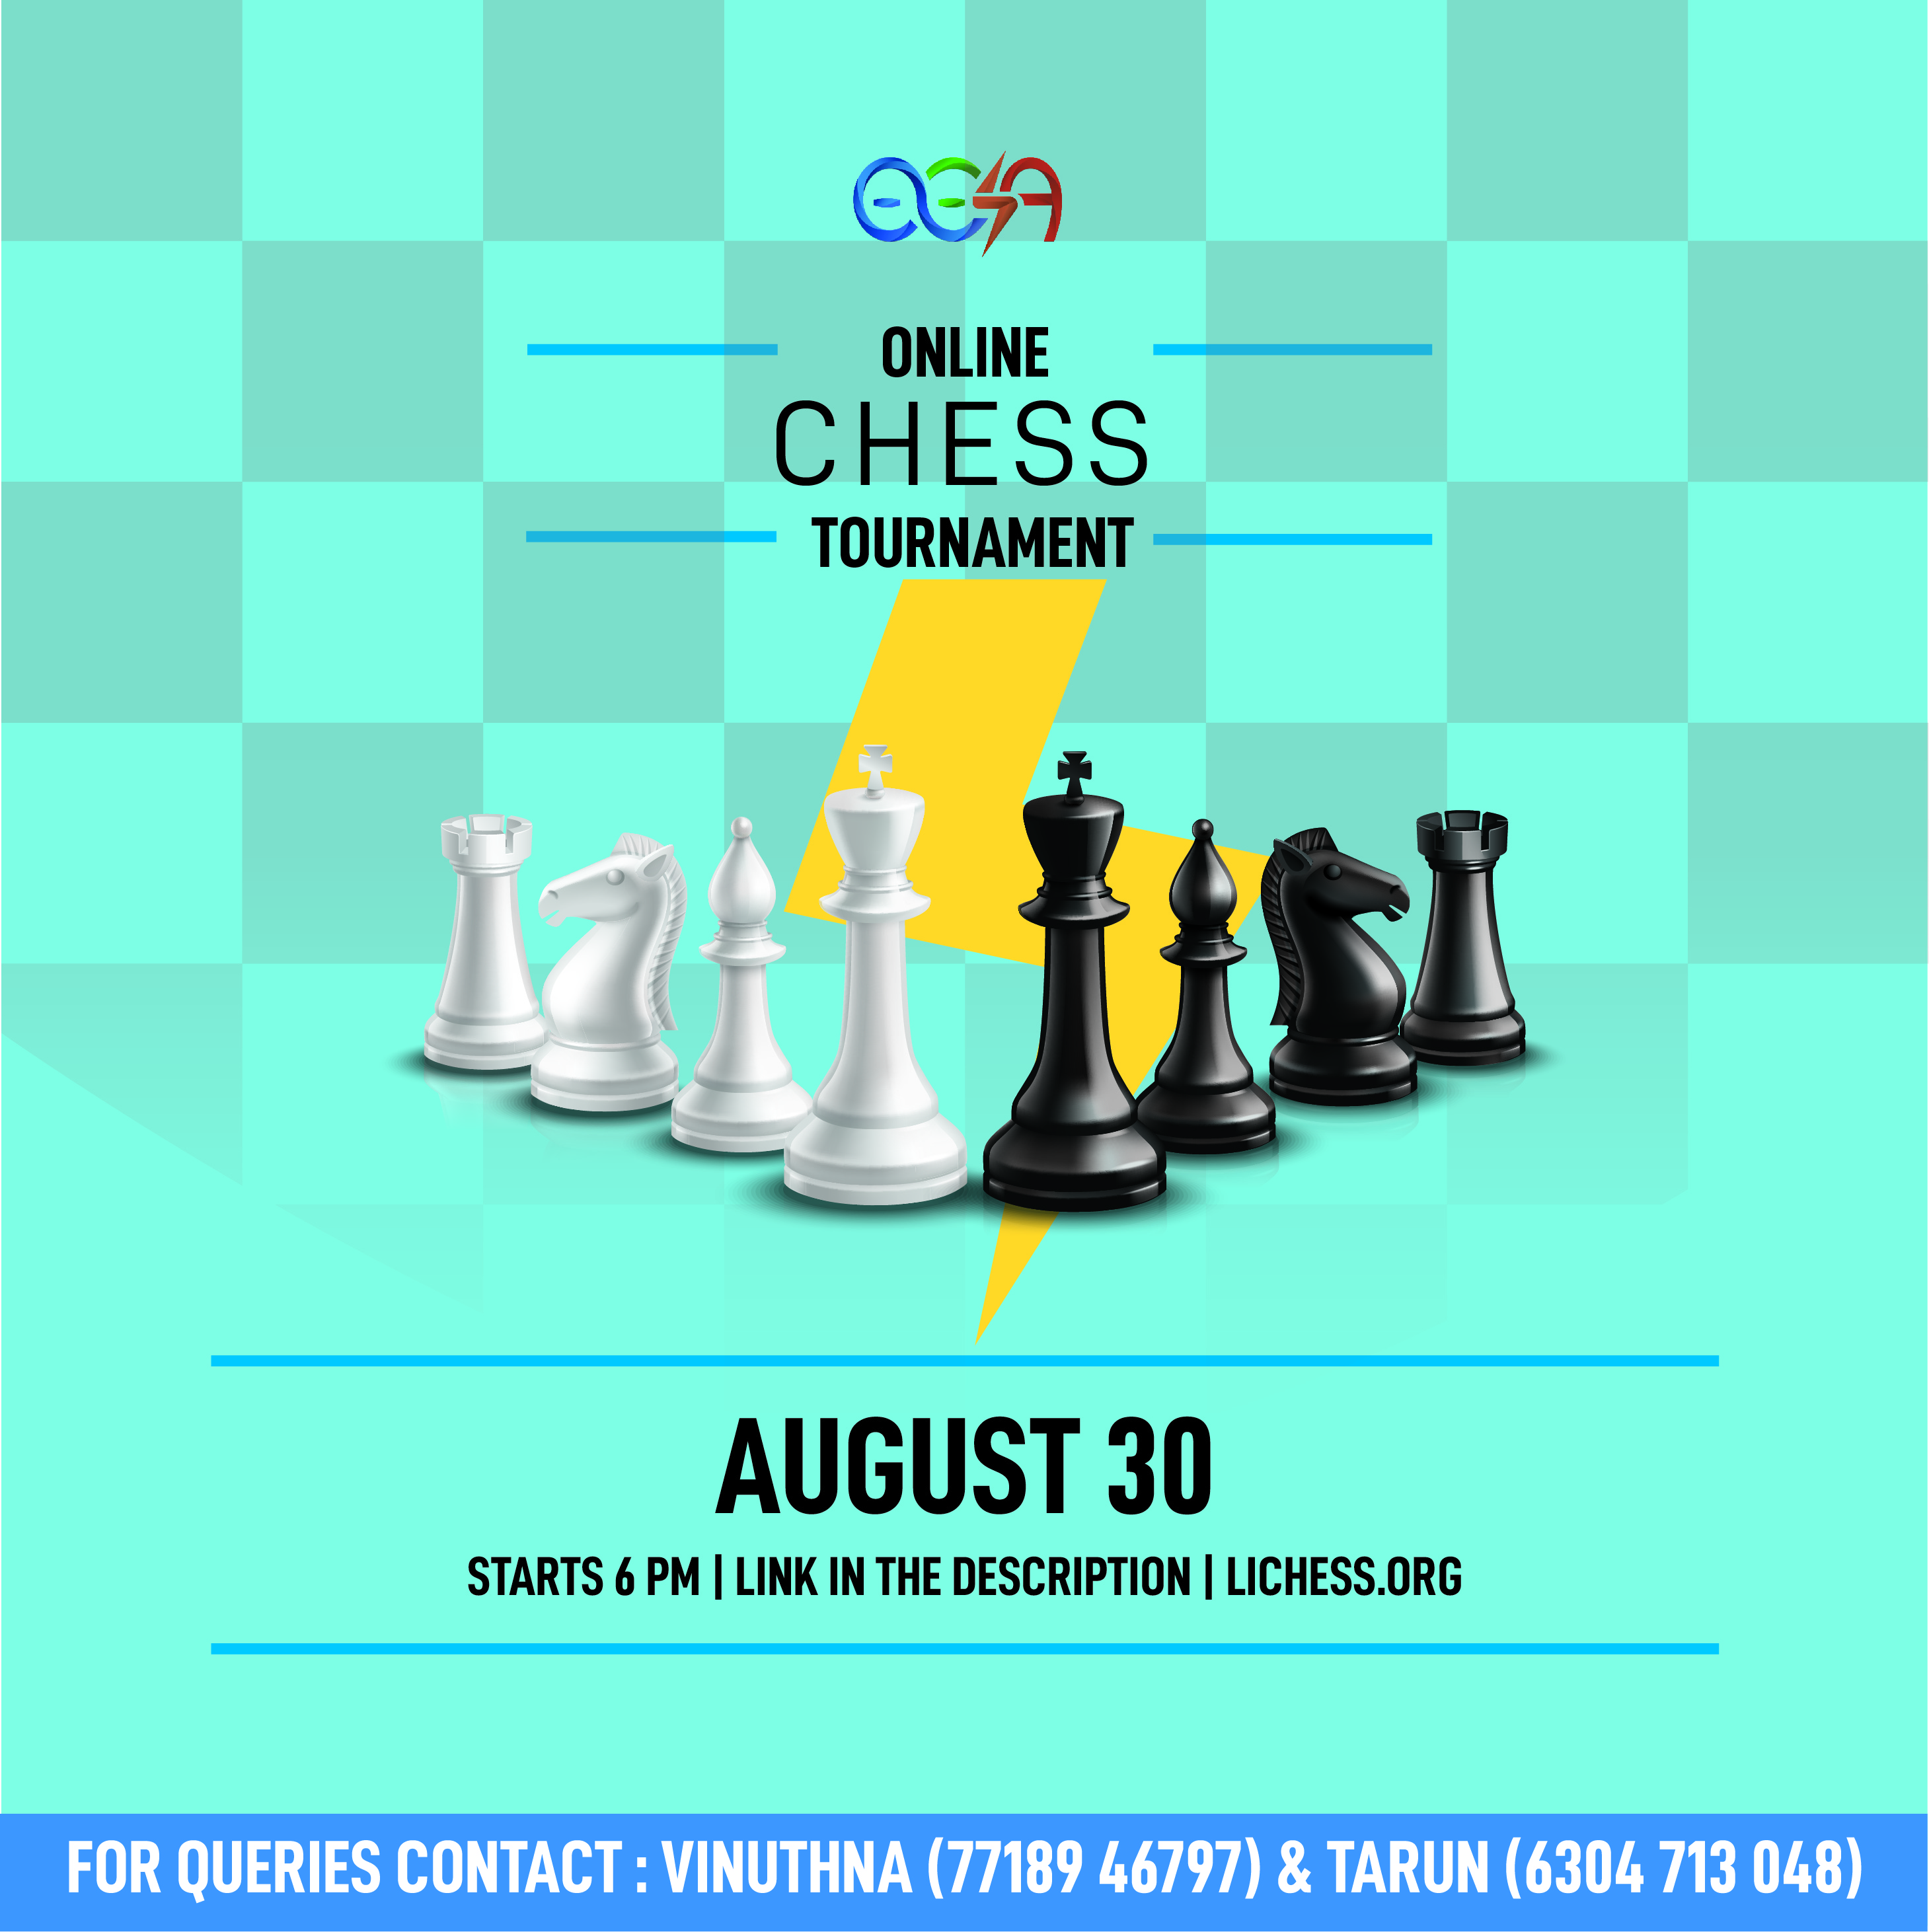 ONLINE
CHESS
TOURNAMENT
AUGUST 30
STARTS 6 PM | LINK IN THE DESCRIPTION | LICHESS.ORG
FOR QUERIES CONTACT : VINUTHNA (77189 46797) & TARUN (6304 713 048)